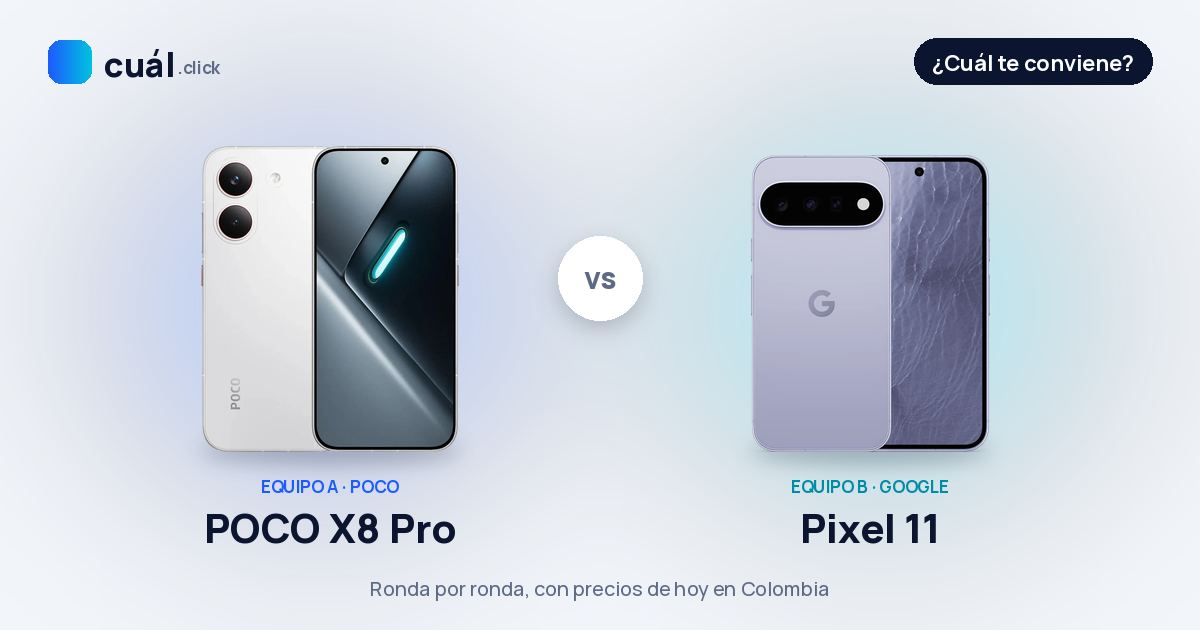 cuál.click
¿Cuál te conviene?
POCO
G
VS
EQUIPO A · POCO
EQUIPO B · GOOGLE
POCO X8 Pro
Pixel 11
Ronda por ronda, con precios de hoy en Colombia